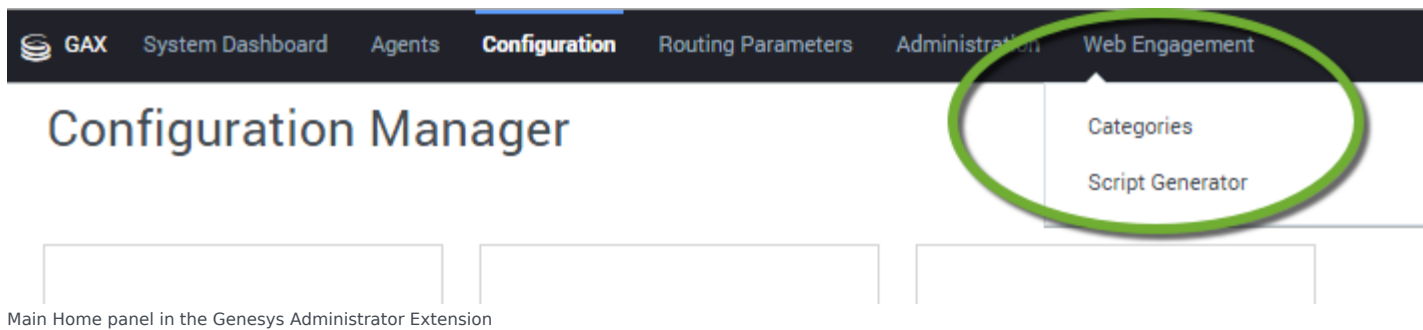 GAX System Dashboard Agents Configuration Routing Parameters Administration Web Engagement
Configuration Manager
Categories
Script Generator
Main Home panel in the Genesys Administrator Extension